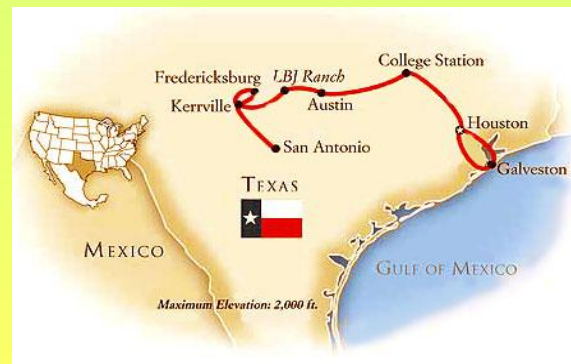 College Station
Fredericksburg
LBJ Ranch
Kerrville
Austin
Houston
San Antonio
Galveston
TEXAS
MEXICO
GULF OF MEXICO
Maximum Elevation: 2,000 ft.